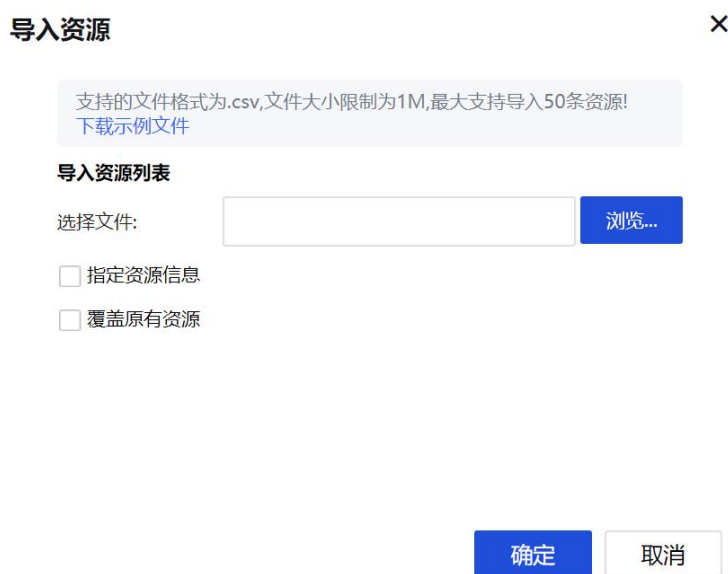 导入资源
支持的文件格式为.csv,文件大小限制为1M,最大支持导入50条资源!
下载示例文件
导入资源列表
选择文件:
浏览...
指定资源信息
覆盖原有资源
确定
取消